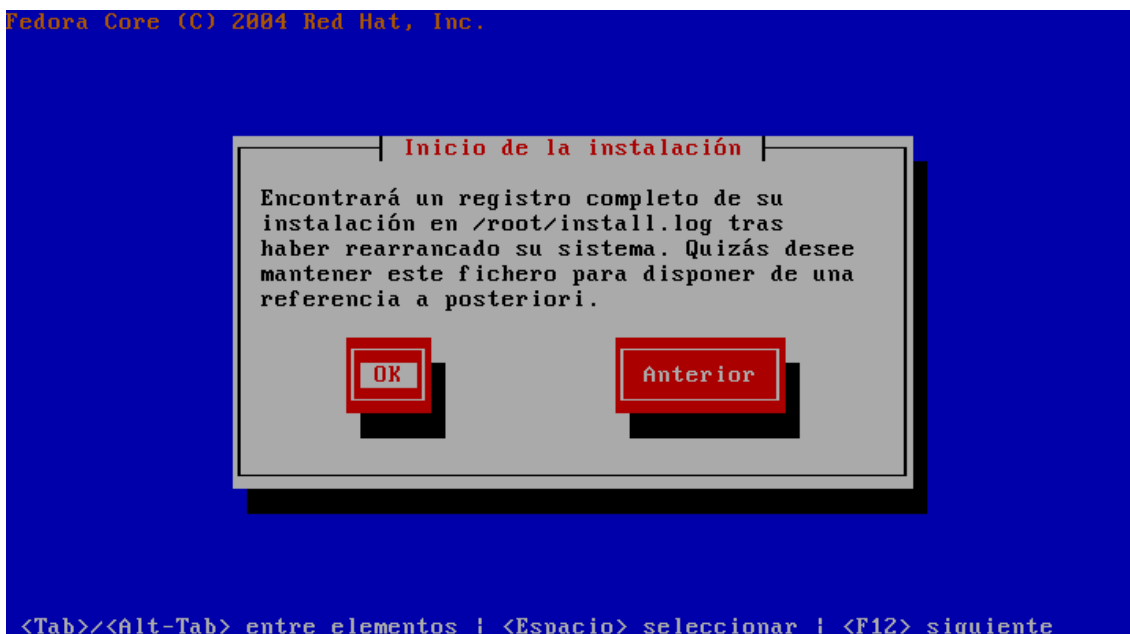 Fedora Core (C) 2004 Red Hat, Inc.
Inicio de la instalación
Encontrará un registro completo de su
instalación en /root/install.log tras
haber rearrancado su sistema. Quizás desee
mantener este fichero para disponer de una
referencia a posteriori.
OK
Anterior
<Tab>/<Alt-Tab> entre elementos | <Espacio> seleccionar | <F12> siguiente